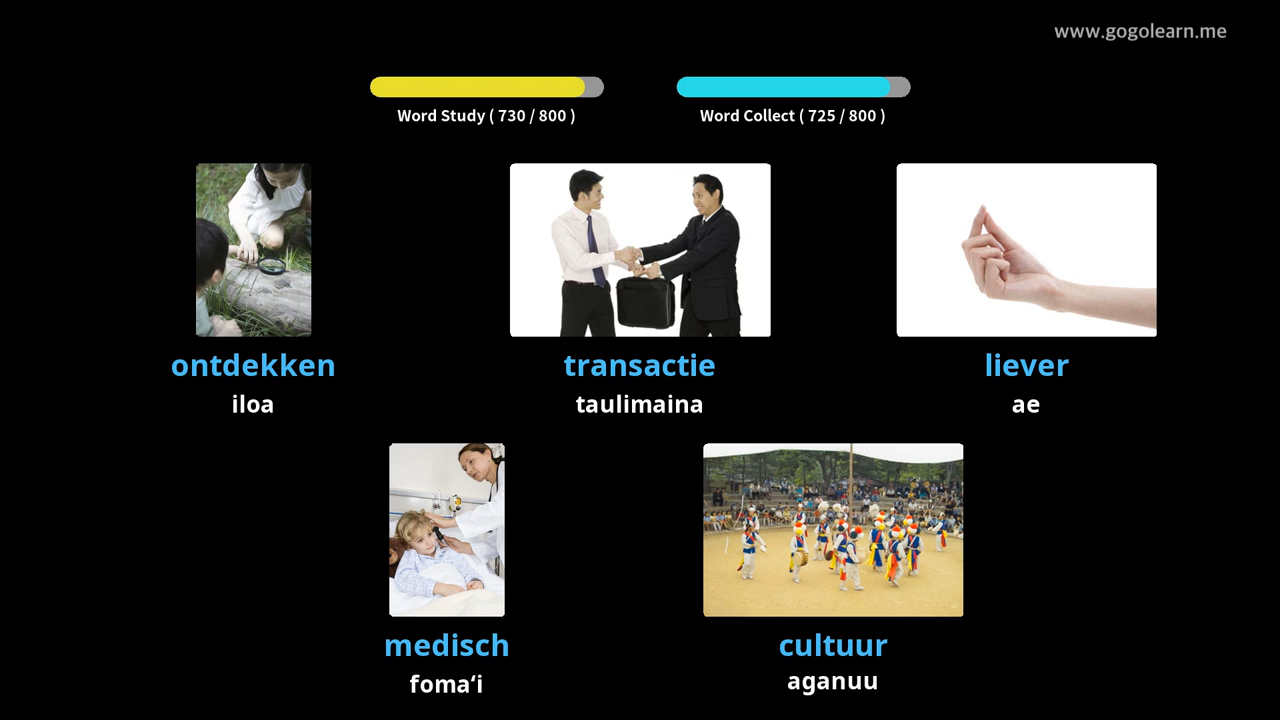 www.gogolearn.me
Word Study ( 730 / 800 )
Word Collect ( 725 / 800 )
ontdekken
iloa
transactie
taulimaina
liever
ae
medisch
foma‘i
cultuur
aganuu